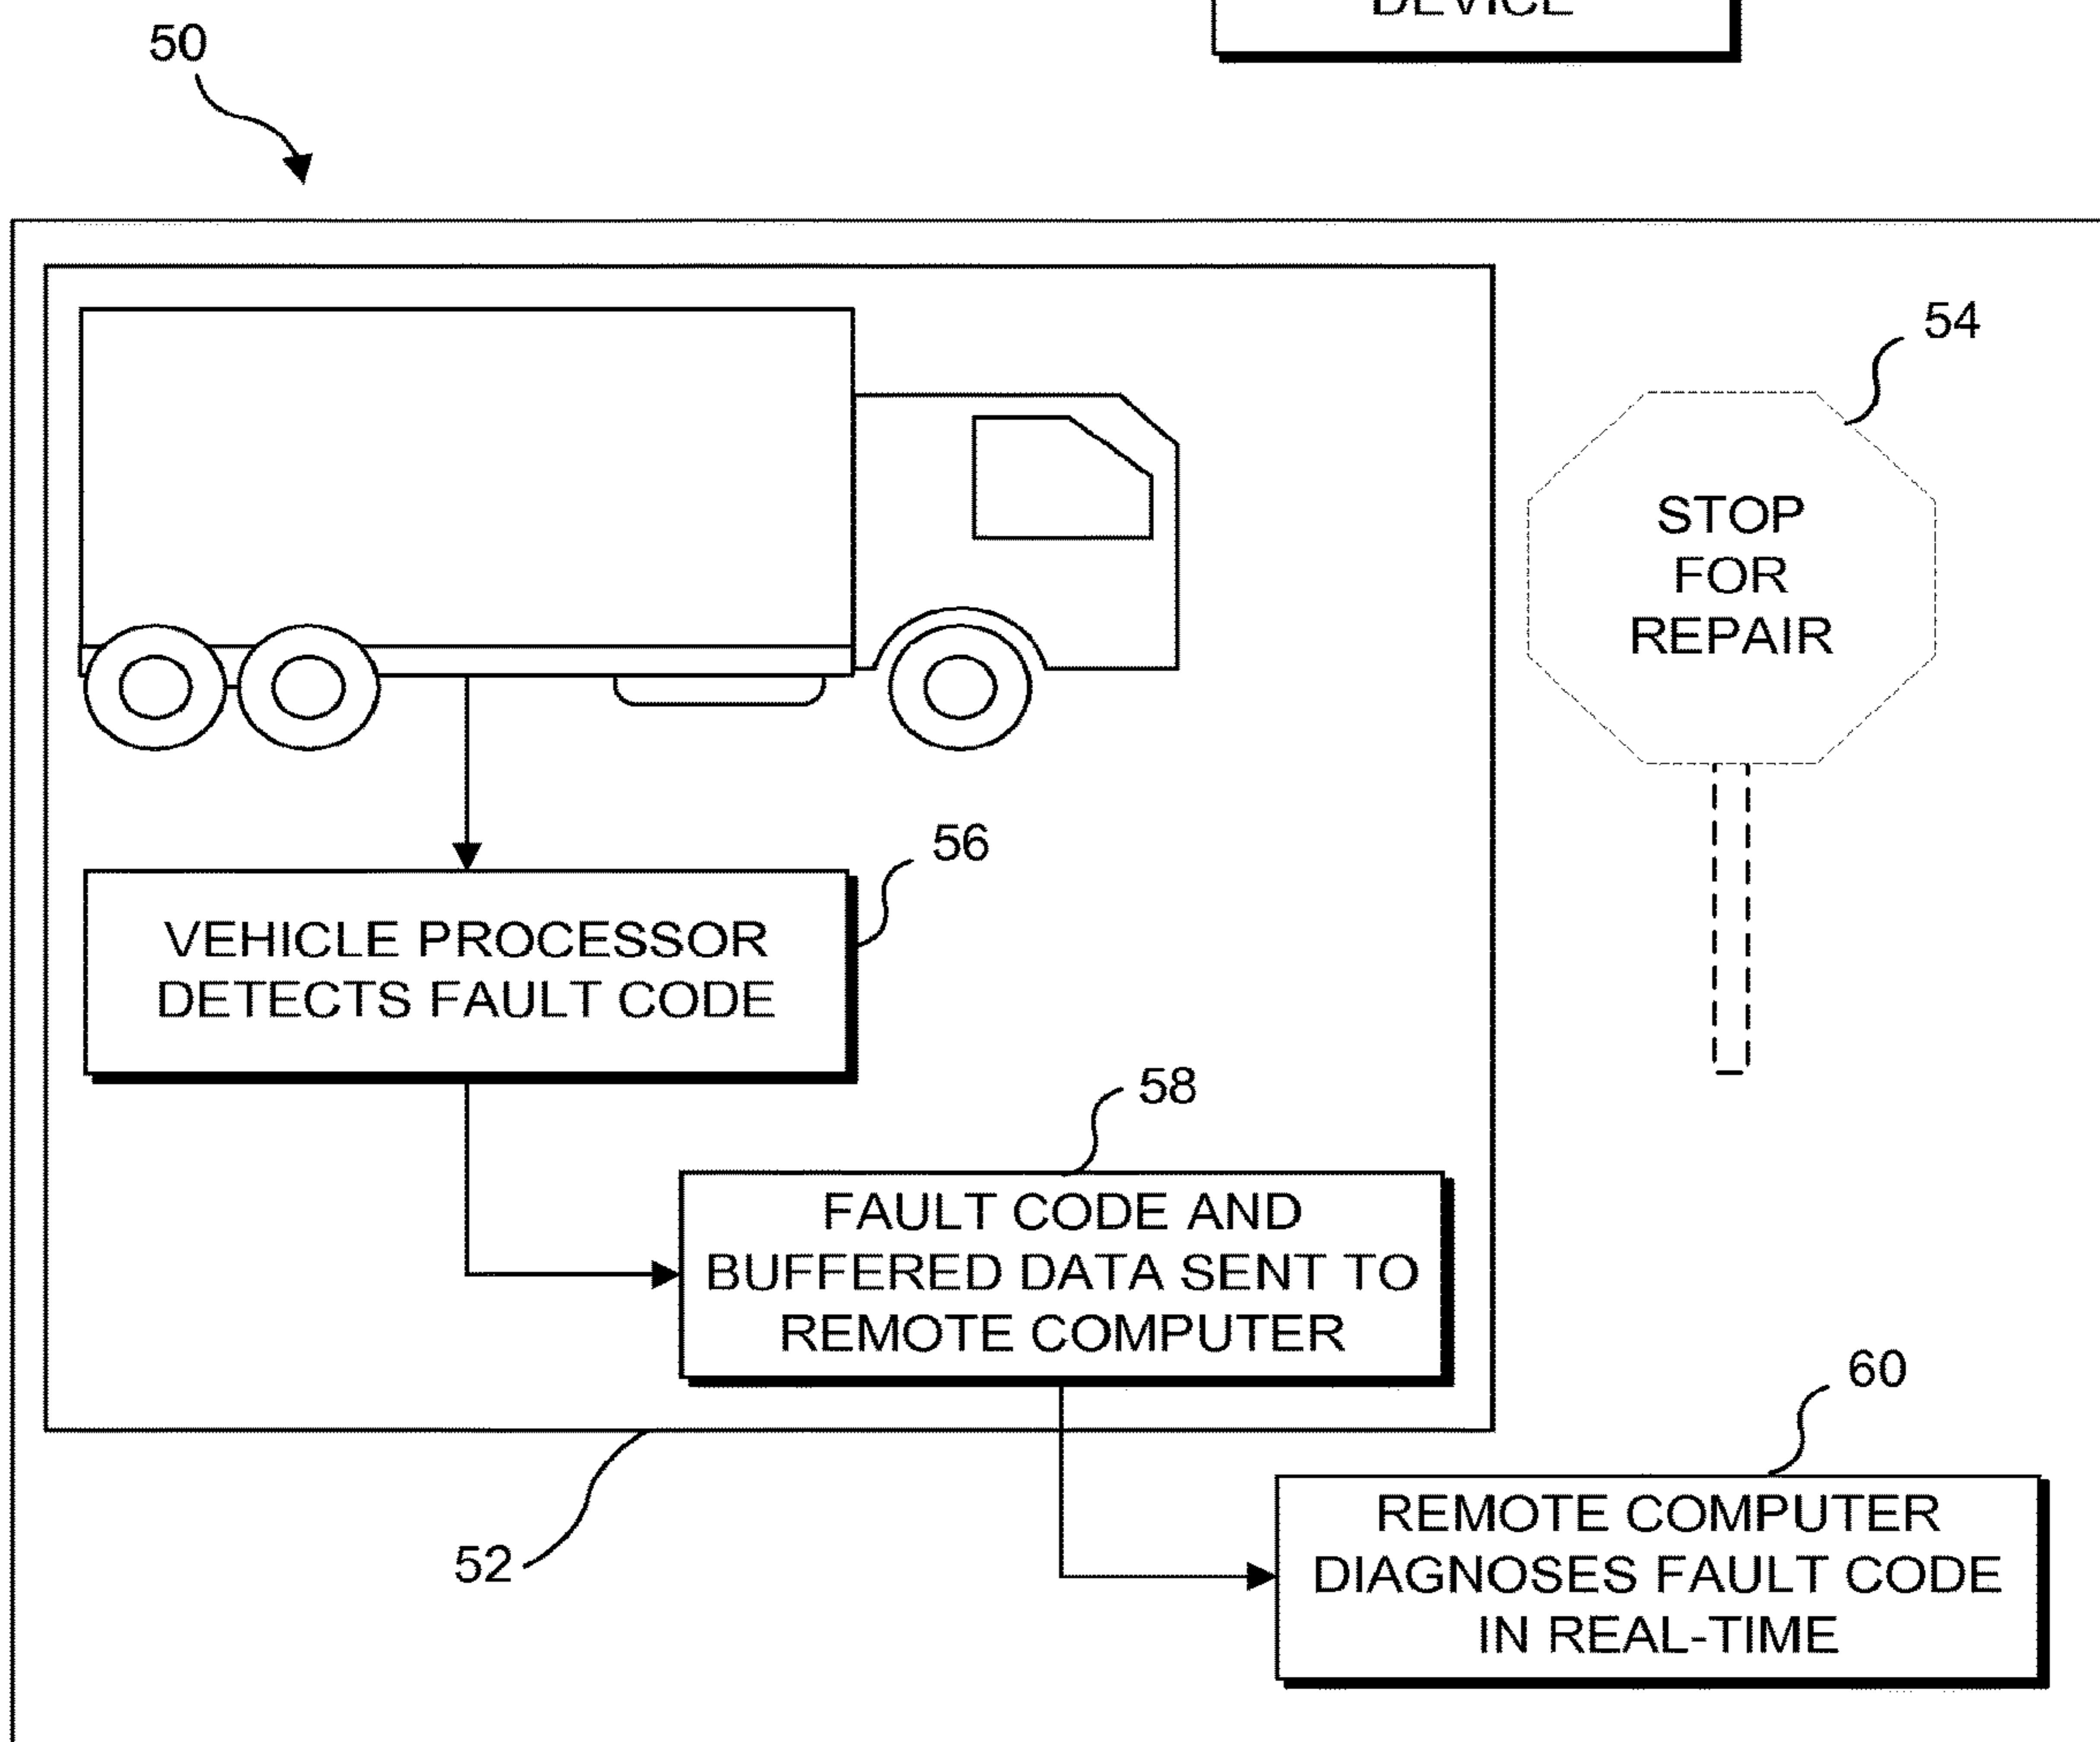 DEVICE
50
54
STOP
FOR
REPAIR
56
VEHICLE PROCESSOR
DETECTS FAULT CODE
58
FAULT CODE AND
BUFFERED DATA SENT TO
REMOTE COMPUTER
60
52
REMOTE COMPUTER
DIAGNOSES FAULT CODE
IN REAL-TIME